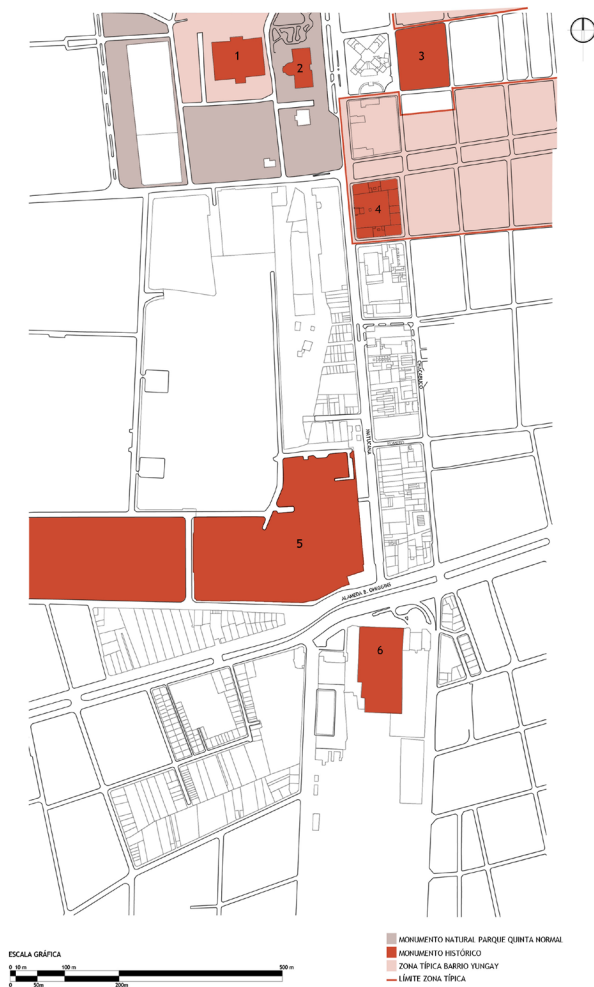 1
2
3
4
MATUCANA
CHACABUCO
5
ALAMEDA B. O'HIGGINS
6
ESCALA GRÁFICA
0 10 m 100 m 500 m
0 50m 200m
MONUMENTO NATURAL PARQUE QUINTA NORMAL
MONUMENTO HISTÓRICO
ZONA TÍPICA BARRIO YUNGAY
LÍMITE ZONA TÍPICA